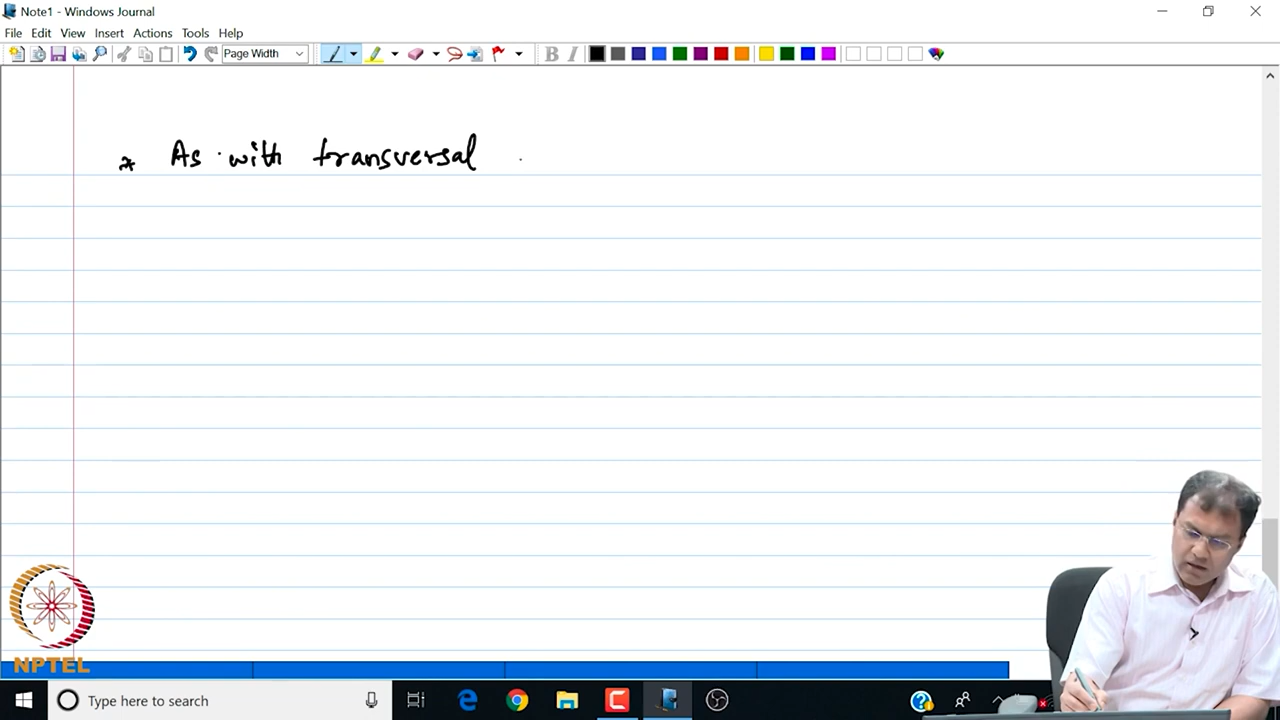 Note1 - Windows Journal
File Edit View Insert Actions Tools Help
Page Width
B I
* As with transversal
NPTEL
Type here to search